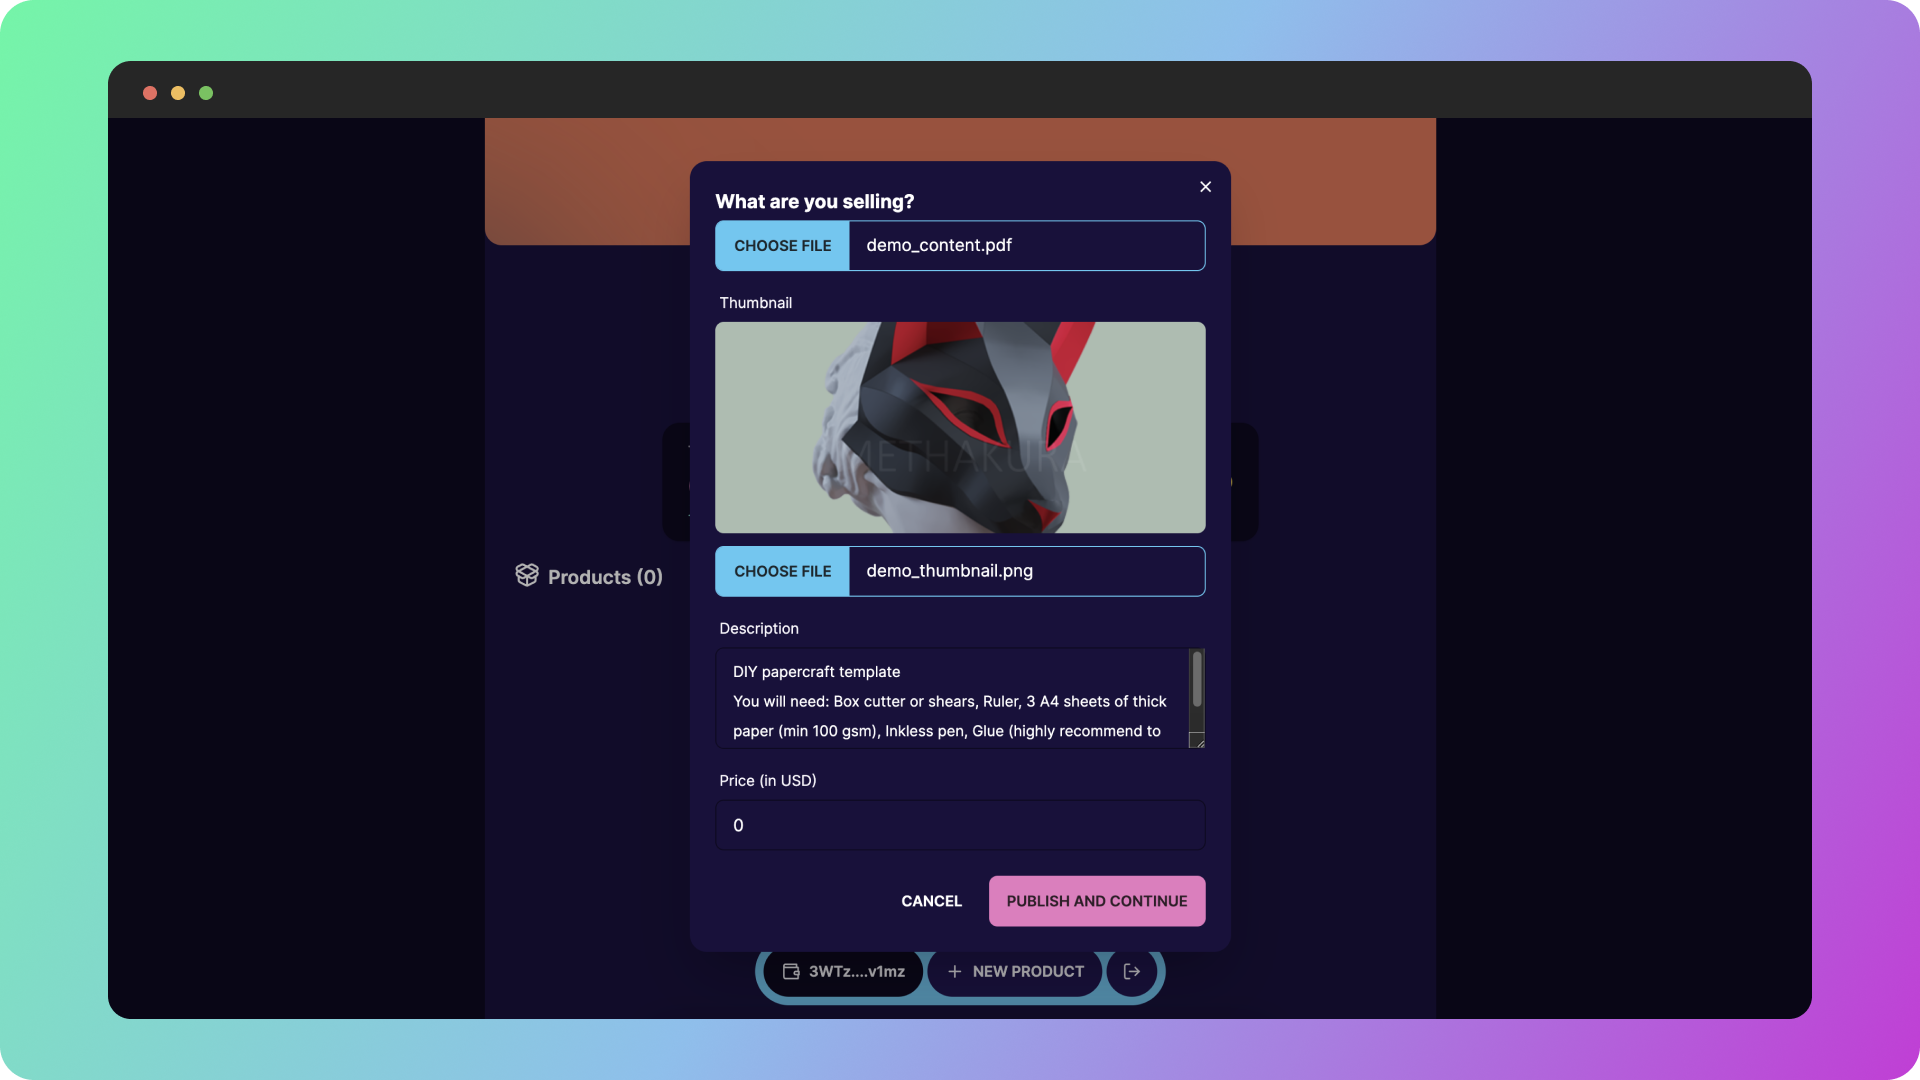 What are you selling?
CHOOSE FILE demo_content.pdf
Thumbnail
METHAKURA
CHOOSE FILE demo_thumbnail.png
Products (0)
Description
DIY papercraft template
You will need: Box cutter or shears, Ruler, 3 A4 sheets of thick
paper (min 100 gsm), Inkless pen, Glue (highly recommend to
Price (in USD)
0
CANCEL PUBLISH AND CONTINUE
3WTz....v1mz + NEW PRODUCT